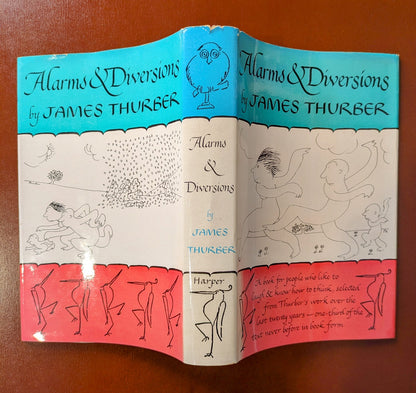 Alarms & Diversions
by JAMES THURBER
Alarms
&
Diversions
by
JAMES
THURBER
Harper
Alarms & Diversions
by JAMES THURBER
A book for people who like to
laugh & know how to think, selected
from Thurber's work over the
last twenty years—one-third of the
text never before in book form